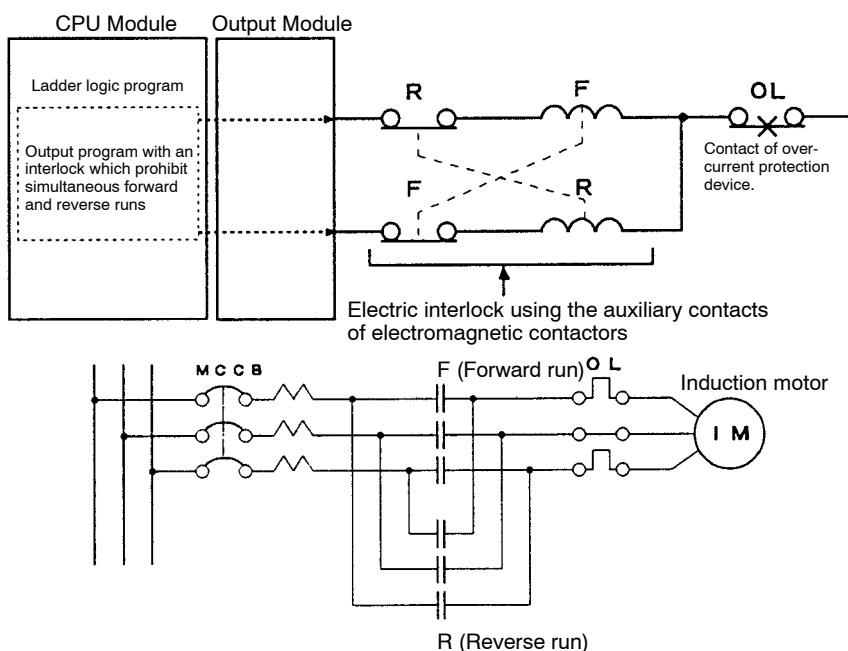 CPU Module
Output Module
Ladder logic program
Output program with an
interlock which prohibit
simultaneous forward
and reverse runs
R
F
OL
Contact of over-
current protection
device.
F
R
Electric interlock using the auxiliary contacts
of electromagnetic contactors
MCCB
F (Forward run)
OL
Induction motor
IM
R (Reverse run)